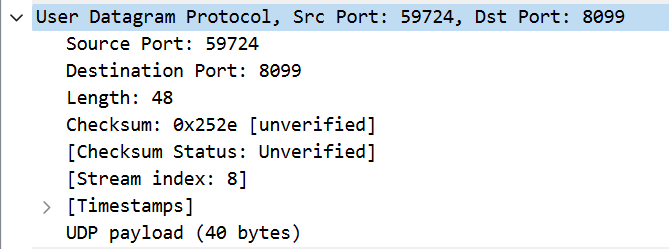 User Datagram Protocol, Src Port: 59724, Dst Port: 8099
Source Port: 59724
Destination Port: 8099
Length: 48
Checksum: 0x252e [unverified]
[Checksum Status: Unverified]
[Stream index: 8]
[Timestamps]
UDP payload (40 bytes)